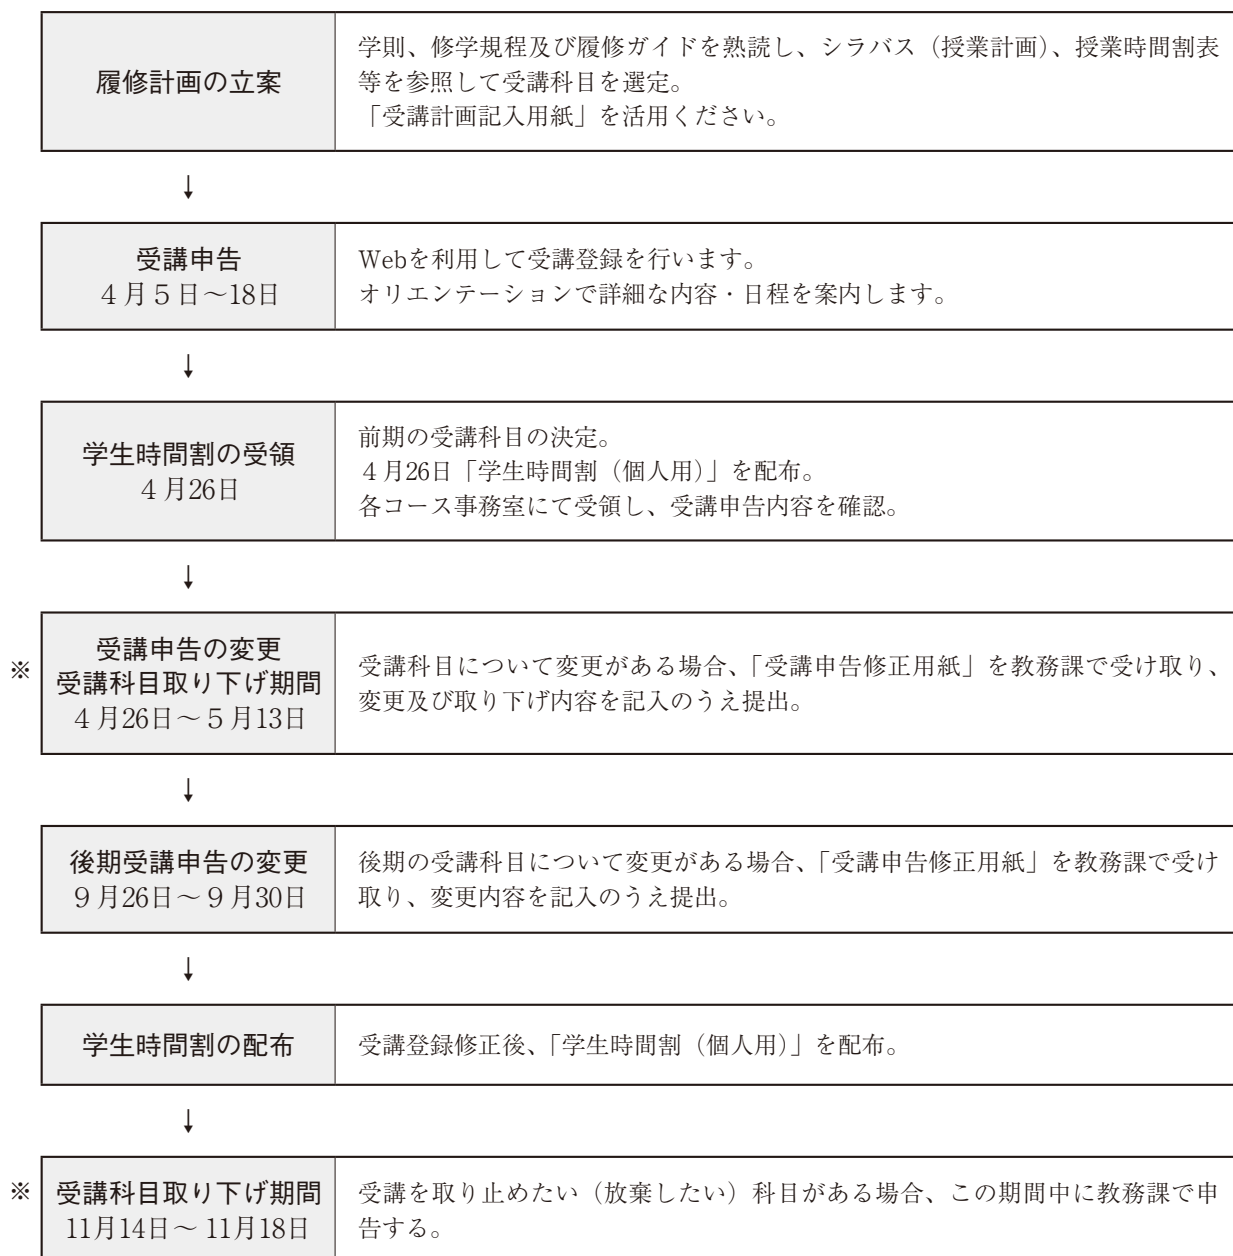 履修計画の立案
学則、修学規程及び履修ガイドを熟読し、シラバス（授業計画）、授業時間割表
等を参照して受講科目を選定。
「受講計画記入用紙」を活用ください。
↓
受講申告
４月５日～18日
Webを利用して受講登録を行います。
オリエンテーションで詳細な内容・日程を案内します。
↓
学生時間割の受領
４月26日
前期の受講科目の決定。
４月26日「学生時間割（個人用）」を配布。
各コース事務室にて受領し、受講申告内容を確認。
↓
※
受講申告の変更
受講科目取り下げ期間
４月26日～５月13日
受講科目について変更がある場合、「受講申告修正用紙」を教務課で受け取り、
変更及び取り下げ内容を記入のうえ提出。
↓
後期受講申告の変更
９月26日～９月30日
後期の受講科目について変更がある場合、「受講申告修正用紙」を教務課で受け
取り、変更内容を記入のうえ提出。
↓
学生時間割の配布
受講登録修正後、「学生時間割（個人用）」を配布。
↓
※
受講科目取り下げ期間
11月14日～11月18日
受講を取り止めたい（放棄したい）科目がある場合、この期間中に教務課で申
告する。